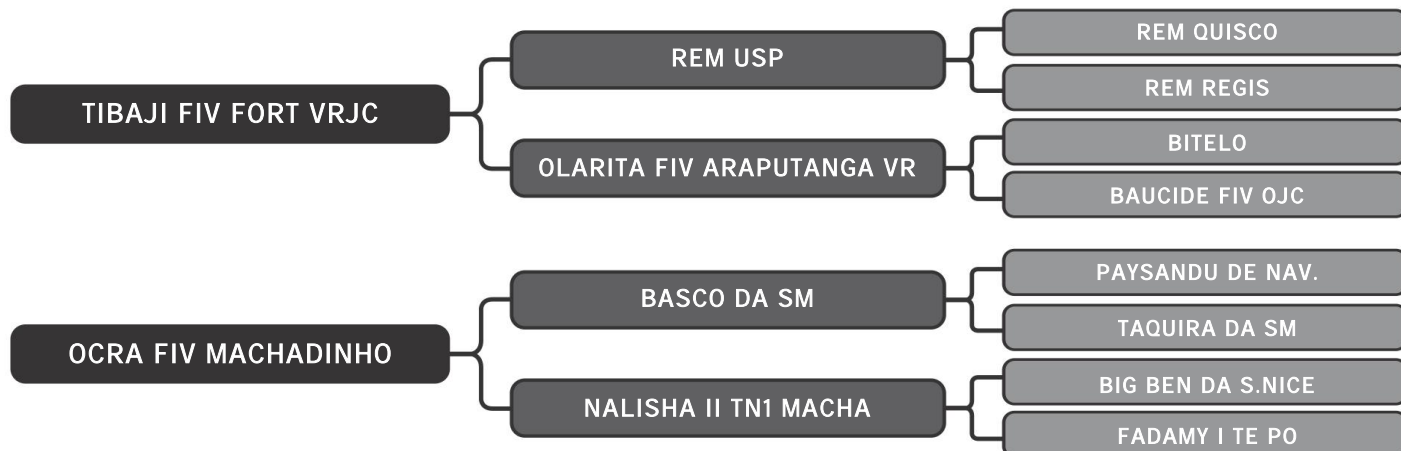 TIBAJI FIV FORT VRJC
REM USP
REM QUISCO
REM REGIS
OLARITA FIV ARAPUTANGA VR
BITELO
BAUCIDE FIV OJC
OCRA FIV MACHADINHO
BASCO DA SM
PAYSANDU DE NAV.
TAQUIRA DA SM
NALISHA II TN1 MACHA
BIG BEN DA S.NICE
FADAMY I TE PO